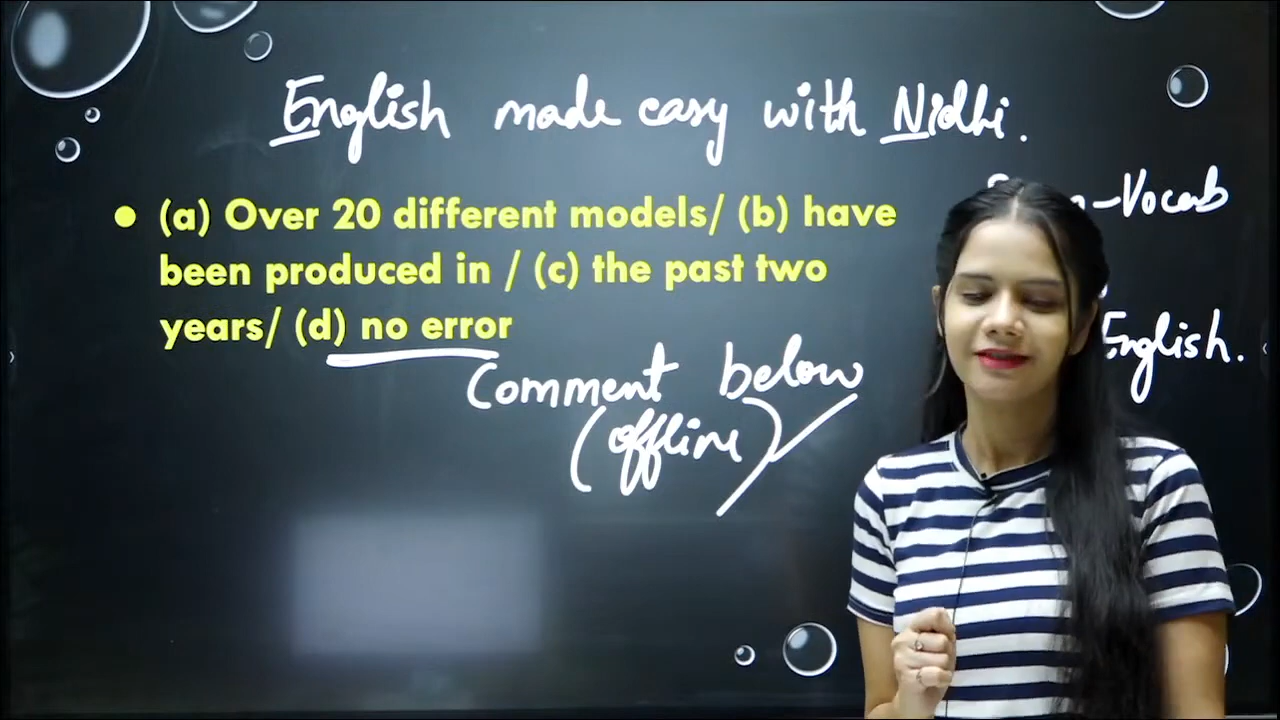 English made easy with Nidhi.
• (a) Over 20 different models/ (b) have
been produced in / (c) the past two
years/ (d) no error
-Vocab
English.
Comment below
(offline)